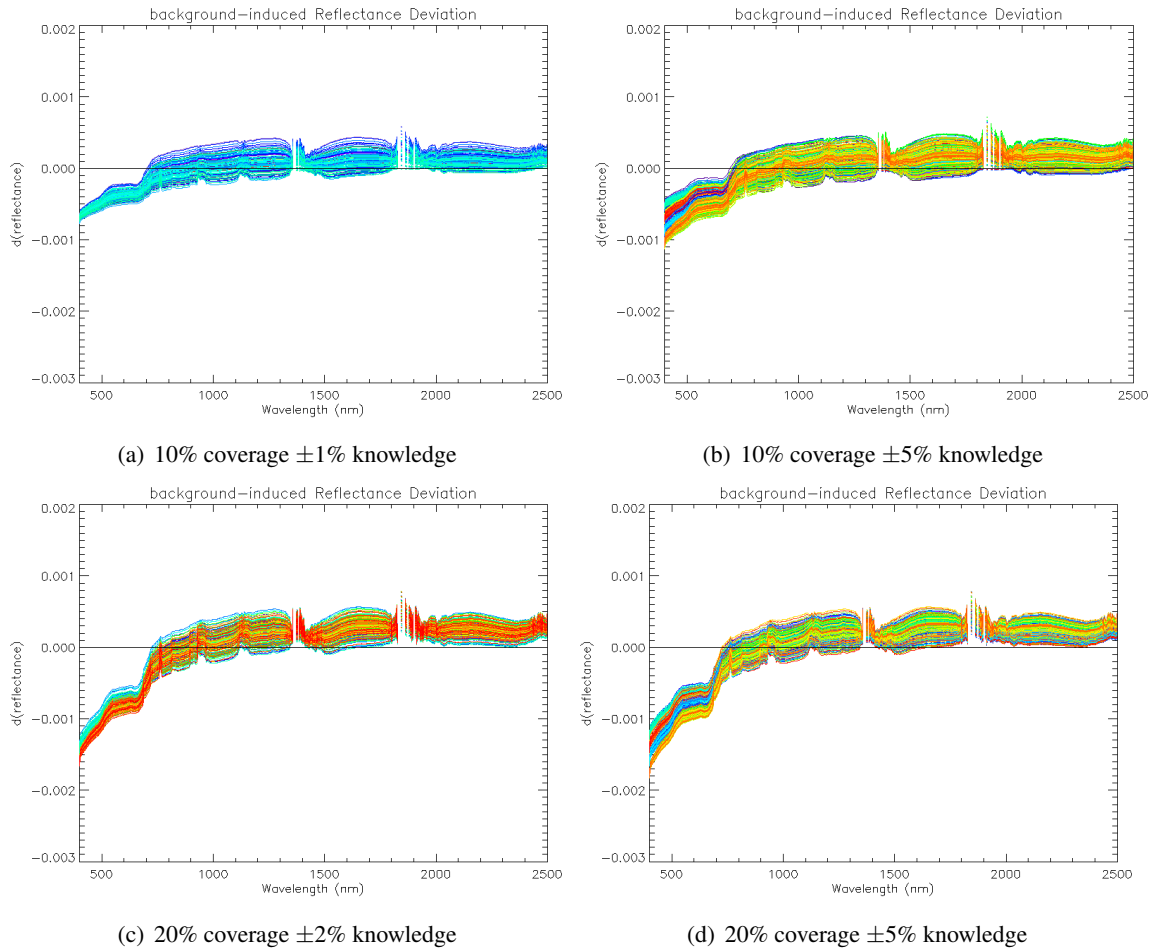 background-induced Reflectance Deviation
0.002
0.001
0.000
-0.001
-0.002
-0.003
d(reflectance)
500 1000 1500 2000 2500
Wavelength (nm)
(a) 10% coverage ±1% knowledge
background-induced Reflectance Deviation
0.002
0.001
0.000
-0.001
-0.002
-0.003
d(reflectance)
500 1000 1500 2000 2500
Wavelength (nm)
(b) 10% coverage ±5% knowledge
background-induced Reflectance Deviation
0.002
0.001
0.000
-0.001
-0.002
-0.003
d(reflectance)
500 1000 1500 2000 2500
Wavelength (nm)
(c) 20% coverage ±2% knowledge
background-induced Reflectance Deviation
0.002
0.001
0.000
-0.001
-0.002
-0.003
d(reflectance)
500 1000 1500 2000 2500
Wavelength (nm)
(d) 20% coverage ±5% knowledge